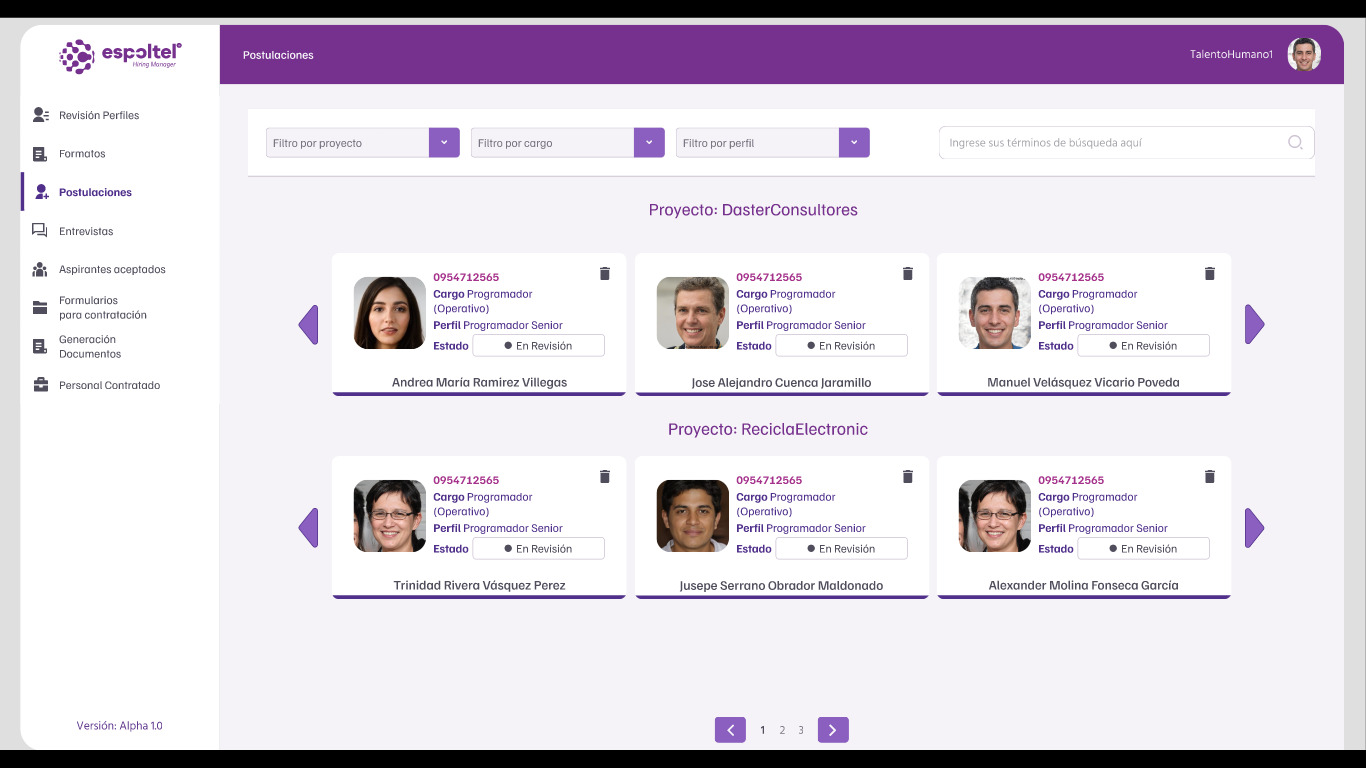 espoltel
Hiring Manager
Postulaciones
TalentoHumano1
Revisión Perfiles
Formatos
Postulaciones
Entrevistas
Aspirantes aceptados
Formularios
para contratación
Generación
Documentos
Personal Contratado
Versión: Alpha 1.0
Filtro por proyecto
Filtro por cargo
Filtro por perfil
Ingrese sus términos de búsqueda aquí
Proyecto: DasterConsultores
0954712565
Cargo Programador
(Operativo)
Perfil Programador Senior
Estado En Revisión
Andrea María Ramirez Villegas
0954712565
Cargo Programador
(Operativo)
Perfil Programador Senior
Estado En Revisión
Jose Alejandro Cuenca Jaramillo
0954712565
Cargo Programador
(Operativo)
Perfil Programador Senior
Estado En Revisión
Manuel Velásquez Vicario Poveda
Proyecto: ReciclaElectronic
0954712565
Cargo Programador
(Operativo)
Perfil Programador Senior
Estado En Revisión
Trinidad Rivera Vásquez Perez
0954712565
Cargo Programador
(Operativo)
Perfil Programador Senior
Estado En Revisión
Jusepe Serrano Obrador Maldonado
0954712565
Cargo Programador
(Operativo)
Perfil Programador Senior
Estado En Revisión
Alexander Molina Fonseca García
1 2 3